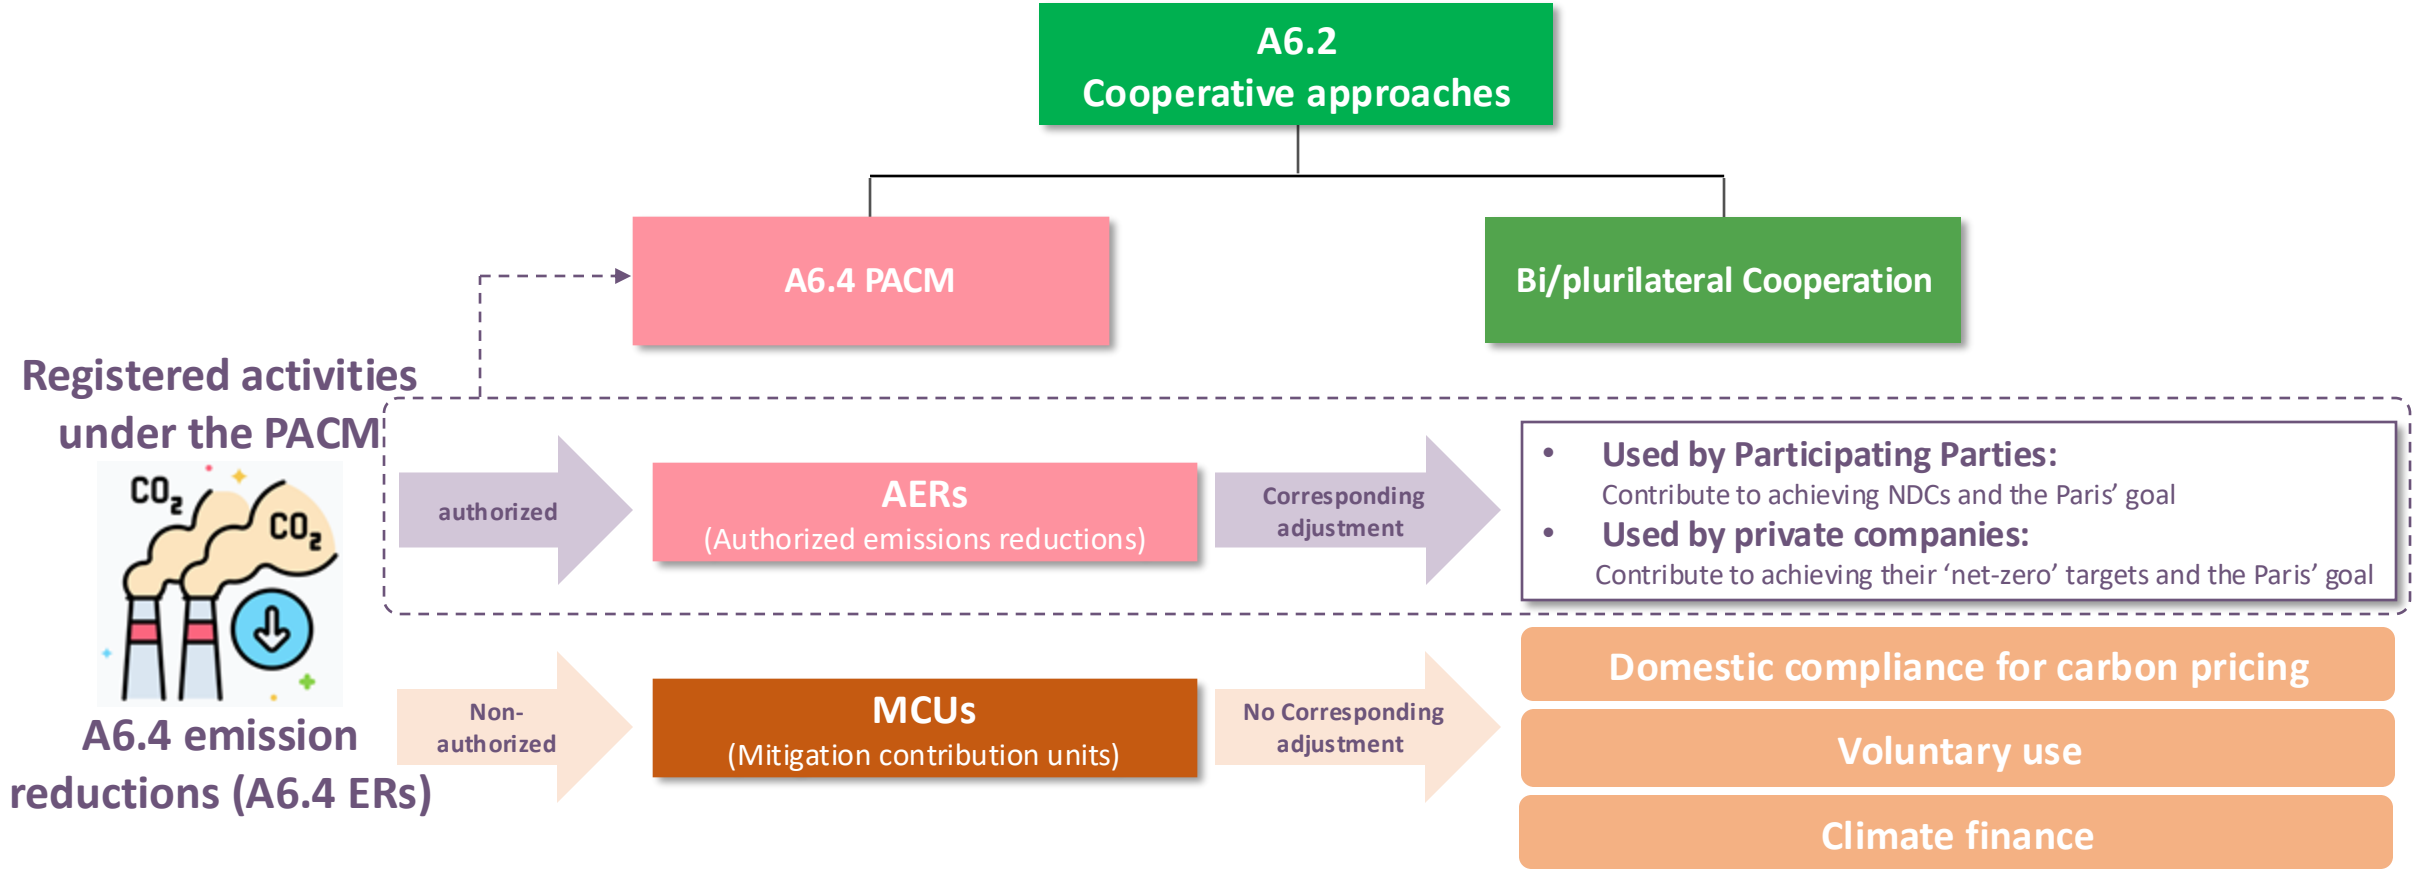 A6.2
Cooperative approaches
A6.4 PACM
Bi/plurilateral Cooperation
Registered activities
under the PACM
CO2
CO2
A6.4 emission
reductions (A6.4 ERs)
authorized
AERs
(Authorized emissions reductions)
Corresponding
adjustment
• Used by Participating Parties:
Contribute to achieving NDCs and the Paris’ goal
• Used by private companies:
Contribute to achieving their ‘net-zero’ targets and the Paris’ goal
Non-
authorized
MCUs
(Mitigation contribution units)
No Corresponding
adjustment
Domestic compliance for carbon pricing
Voluntary use
Climate finance